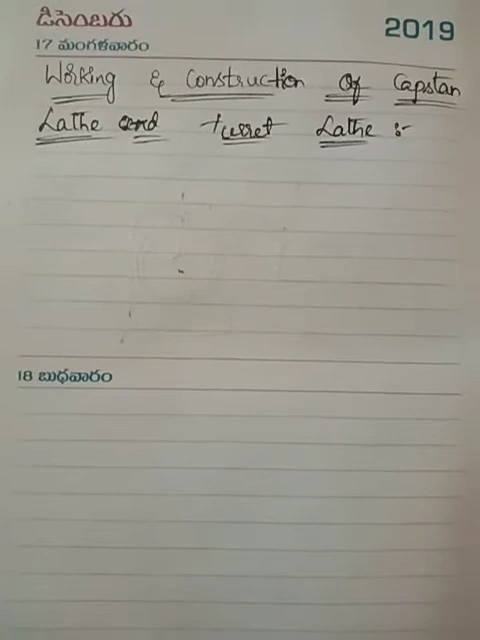 డిసెంబరు
2019
17 మంగళవారం
Working & Construction Of Capstan
Lathe and turret Lathe :-
18 బుధవారం